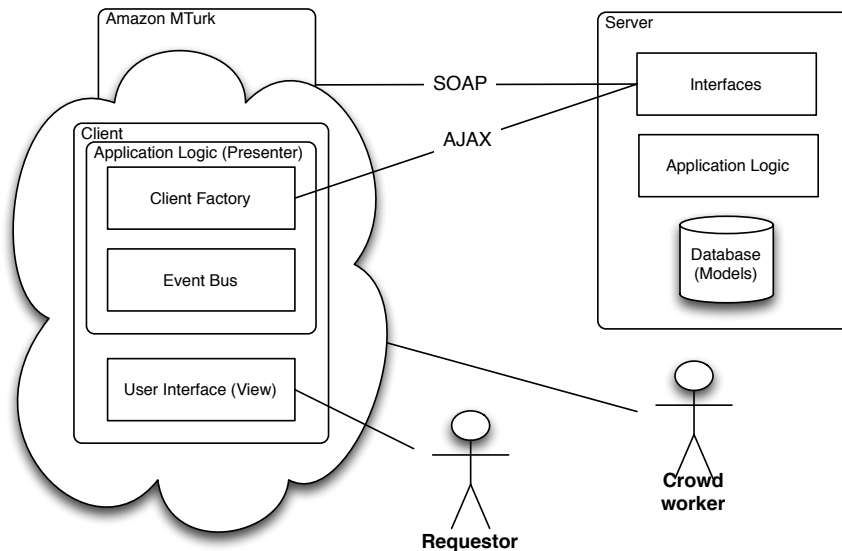 Amazon MTurk
Server
SOAP
Interfaces
Client
Application Logic (Presenter)
AJAX
Application Logic
Client Factory
Event Bus
Database
(Models)
User Interface (View)
Crowd
worker
Requestor